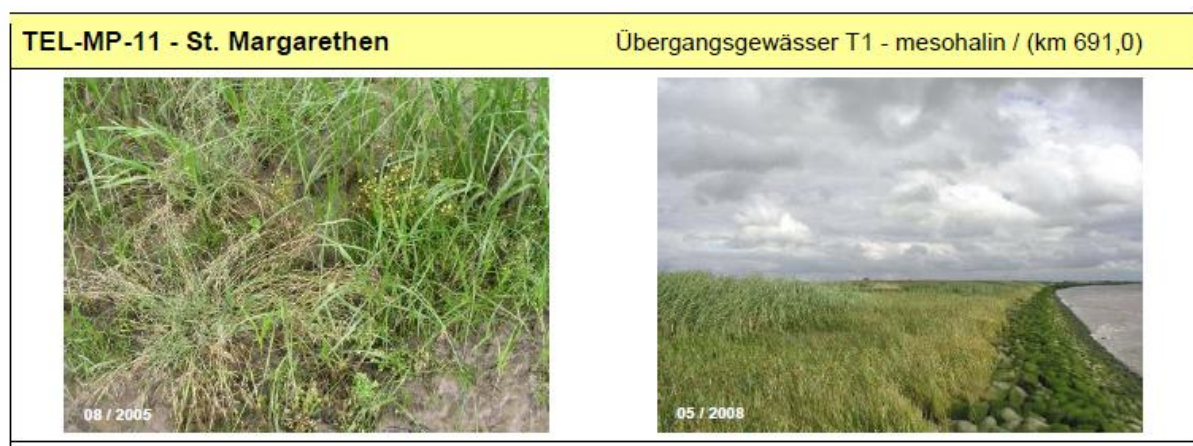 TEL-MP-11 - St. Margarethen Übergangsgewässer T1 - mesohalin / (km 691,0)
08 / 2005 05 / 2008